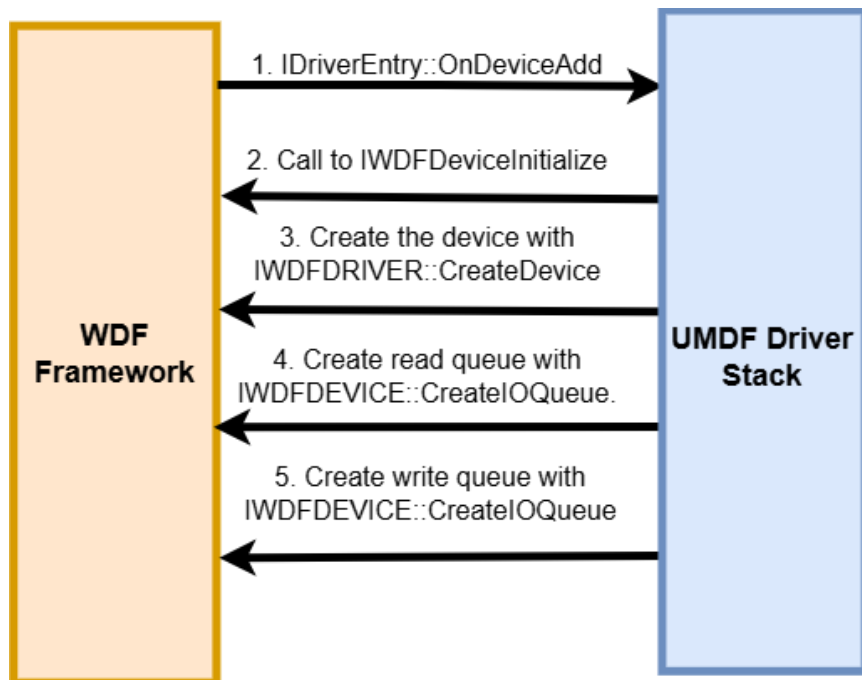 1. IDriverEntry::OnDeviceAdd
2. Call to IWDFDeviceInitialize
3. Create the device with
IWDFDRIVER::CreateDevice
WDF
Framework
UMDF Driver
Stack
4. Create read queue with
IWDFDEVICE::CreateIOQueue.
5. Create write queue with
IWDFDEVICE::CreateIOQueue